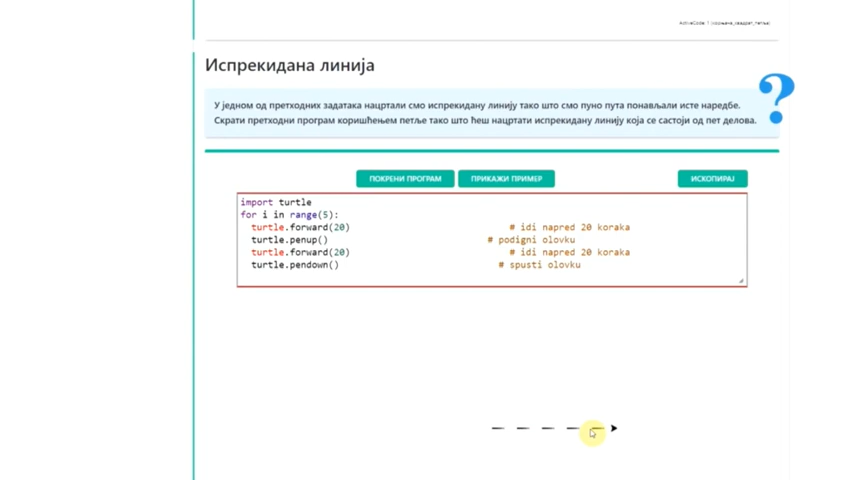 Испрекидана линија
У једном од претходних задатака нацртали смо испрекидану линију тако што смо пуно пута понављали исте наредбе.
Скрати претходни програм коришћењем петље тако што ћеш нацртати испрекидану линију која се састоји од пет делова.
?
ПОКРЕНИ ПРОГРАМ ПРИКАЖИ ПРИМЕР ИСКОПИРАЈ
import turtle
for i in range(5):
turtle.forward(20) # idi napred 20 koraka
turtle.penup() # podigni olovku
turtle.forward(20) # idi napred 20 koraka
turtle.pendown() # spusti olovku